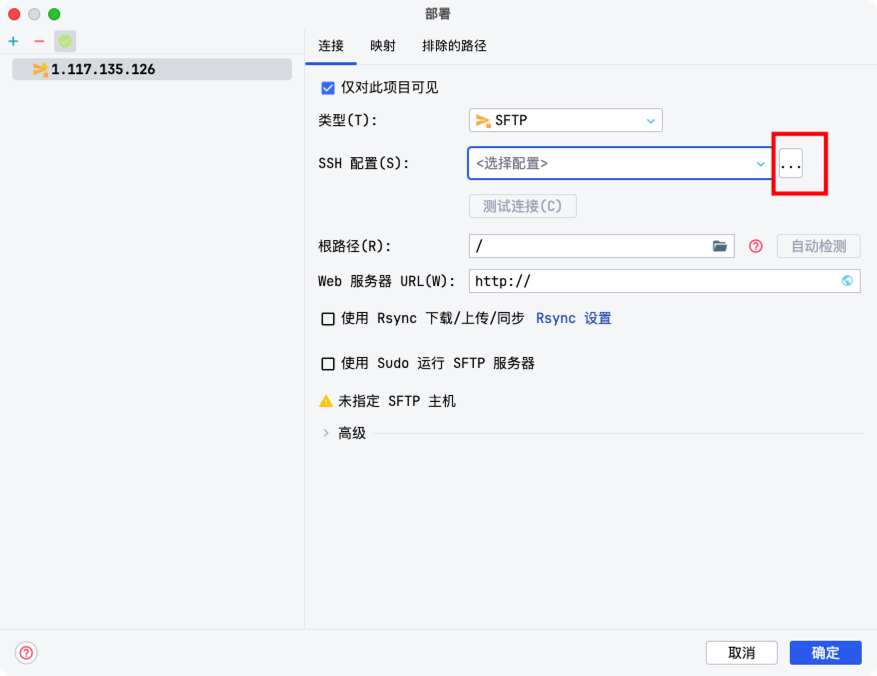 部署
1.117.135.126
连接 映射 排除的路径
仅对此项目可见
类型(T): SFTP
SSH 配置(S): <选择配置> ...
测试连接(C)
根路径(R): / 自动检测
Web 服务器 URL(W): http://
使用 Rsync 下载/上传/同步 Rsync 设置
使用 Sudo 运行 SFTP 服务器
未指定 SFTP 主机
高级
取消 确定